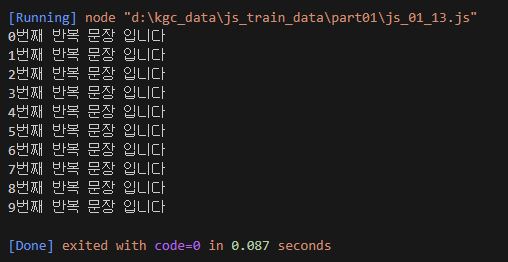 [Running] node "d:\kgc_data\js_train_data\part01\js_01_13.js"
0번째 반복 문장 입니다
1번째 반복 문장 입니다
2번째 반복 문장 입니다
3번째 반복 문장 입니다
4번째 반복 문장 입니다
5번째 반복 문장 입니다
6번째 반복 문장 입니다
7번째 반복 문장 입니다
8번째 반복 문장 입니다
9번째 반복 문장 입니다
[Done] exited with code=0 in 0.087 seconds